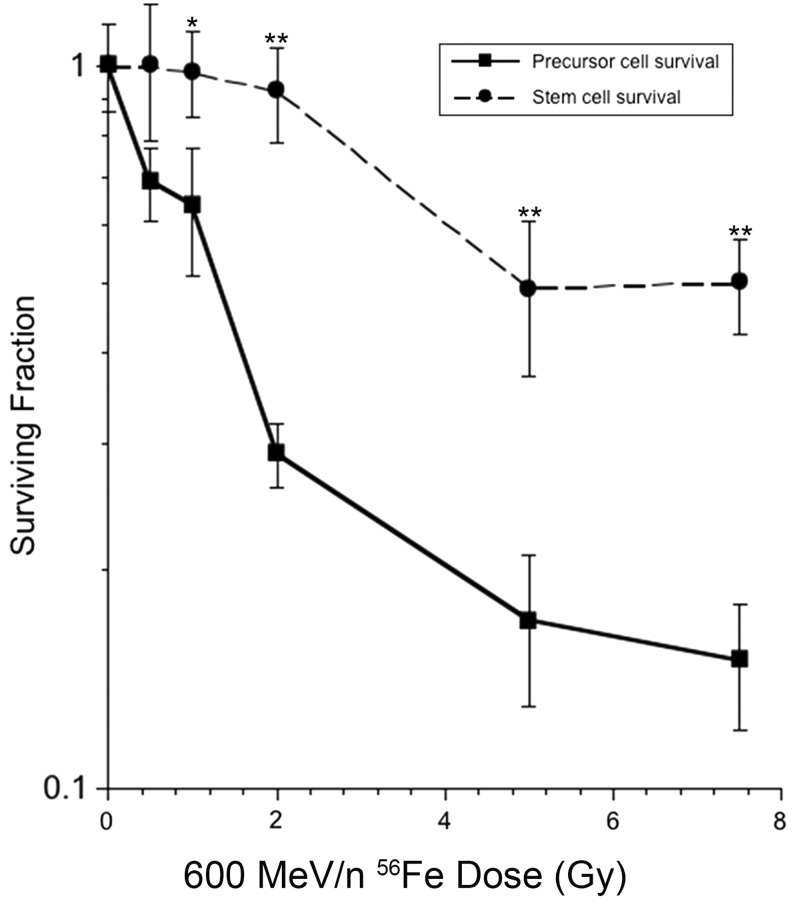 *
**
1
Precursor cell survival
Stem cell survival
**
**
Surviving Fraction
0.1
0 2 4 6 8
600 MeV/n ⁵⁶Fe Dose (Gy)